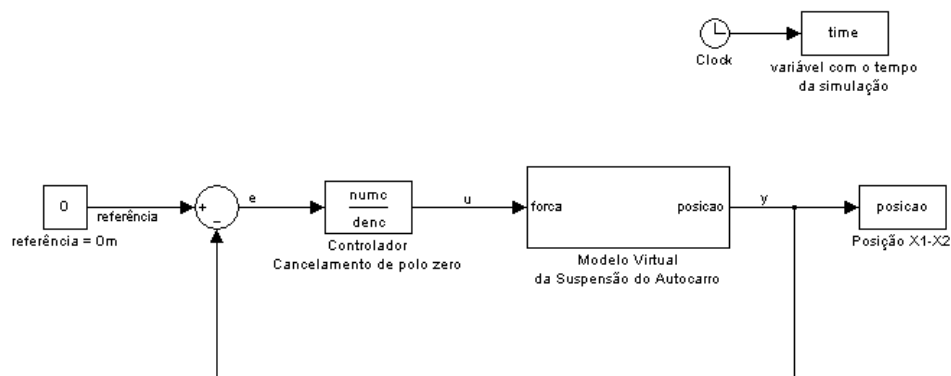 time
Clock
variável com o tempo
da simulação
0
referência
referência = 0m
+
−
e
numc
denc
Controlador
Cancelamento de polo zero
u
forca
posicao
Modelo Virtual
da Suspensão do Autocarro
y
posicao
Posição X1-X2